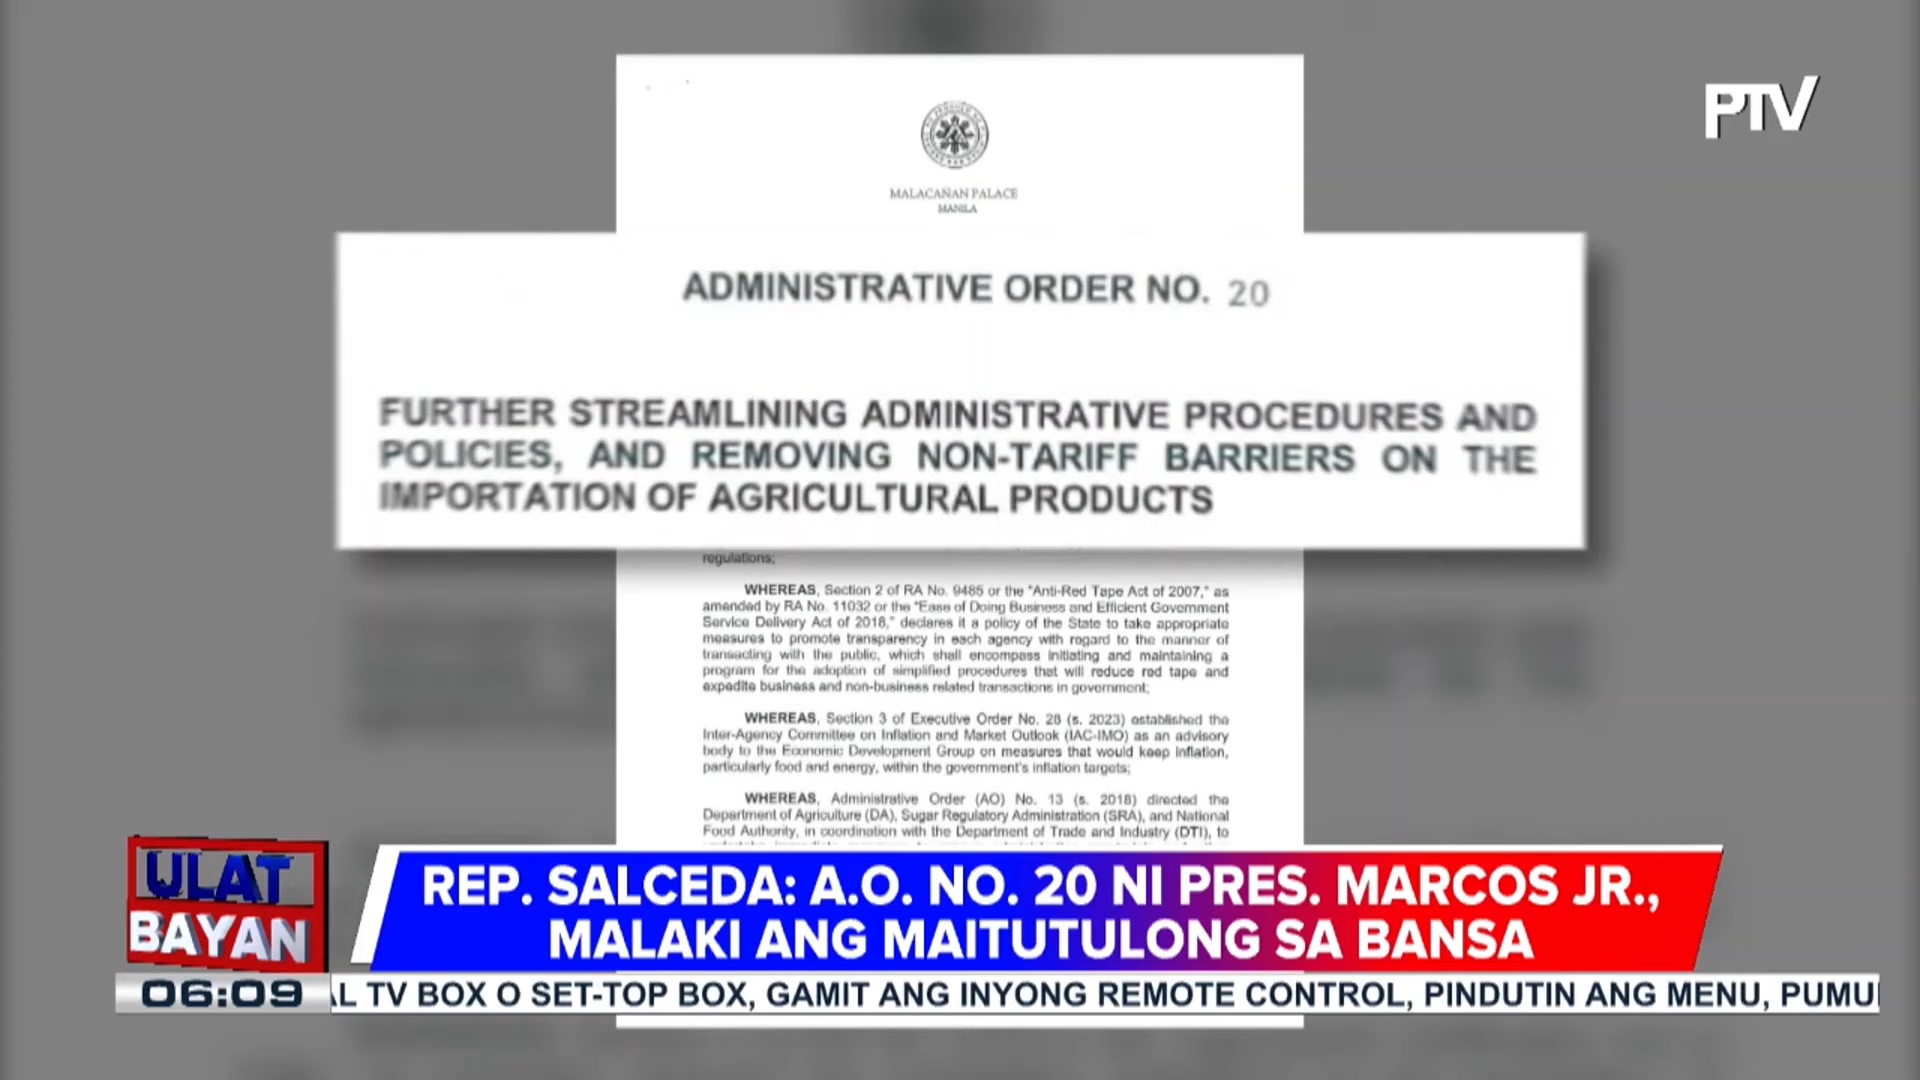 PTV
MALACAÑAN PALACE
MANILA
ADMINISTRATIVE ORDER NO. 20
FURTHER STREAMLINING ADMINISTRATIVE PROCEDURES AND
POLICIES, AND REMOVING NON-TARIFF BARRIERS ON THE
IMPORTATION OF AGRICULTURAL PRODUCTS
regulations;
WHEREAS, Section 2 of RA No. 9485 or the "Anti-Red Tape Act of 2007," as
amended by RA No. 11032 or the "Ease of Doing Business and Efficient Government
Service Delivery Act of 2018," declares it a policy of the State to take appropriate
measures to promote transparency in each agency with regard to the manner of
transacting with the public, which shall encompass initiating and maintaining a
program for the adoption of simplified procedures that will reduce red tape and
expedite business and non-business related transactions in government;
WHEREAS, Section 3 of Executive Order No. 28 (s. 2023) established the
Inter-Agency Committee on Inflation and Market Outlook (IAC-IMO) as an advisory
body to the Economic Development Group on measures that would keep inflation,
particularly food and energy, within the government's inflation targets;
WHEREAS, Administrative Order (AO) No. 13 (s. 2018) directed the
Department of Agriculture (DA), Sugar Regulatory Administration (SRA), and National
Food Authority, in coordination with the Department of Trade and Industry (DTI), to
REP. SALCEDA: A.O. NO. 20 NI PRES. MARCOS JR.,
MALAKI ANG MAITUTULONG SA BANSA
ULAT
BAYAN
06:09
L TV BOX O SET-TOP BOX, GAMIT ANG INYONG REMOTE CONTROL, PINDUTIN ANG MENU, PUMU